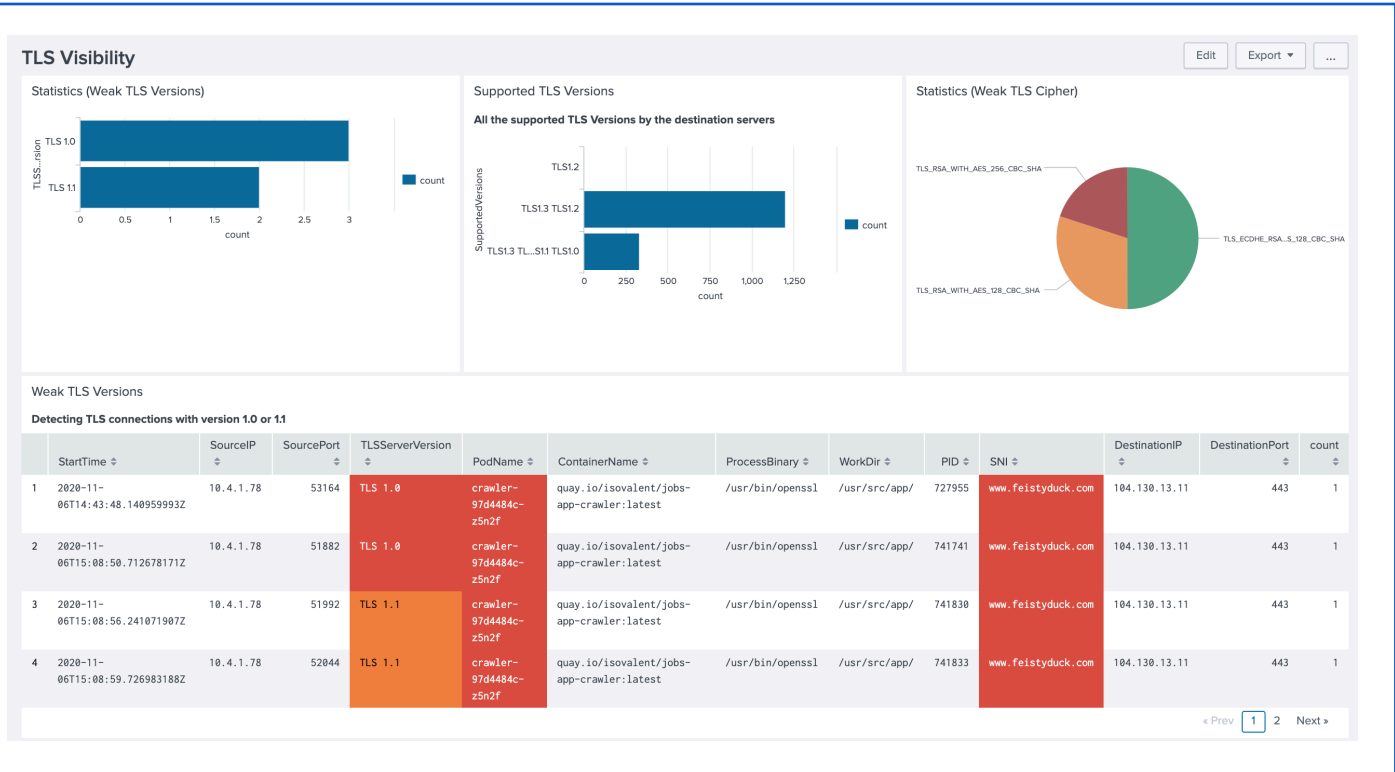 TLS Visibility
Edit
Export
...
Statistics (Weak TLS Versions)
TLSS...rsion
TLS 1.0
TLS 1.1
0 0.5 1 1.5 2 2.5 3
count
count
Supported TLS Versions
All the supported TLS Versions by the destination servers
SupportedVersions
TLS1.2
TLS1.3 TLS1.2
TLS1.3 TL...S1.1 TLS1.0
0 250 500 750 1,000 1,250
count
count
Statistics (Weak TLS Cipher)
TLS_RSA_WITH_AES_256_CBC_SHA
TLS_ECDHE_RSA...S_128_CBC_SHA
TLS_RSA_WITH_AES_128_CBC_SHA
Weak TLS Versions
Detecting TLS connections with version 1.0 or 1.1
StartTime SourceIP SourcePort TLSServerVersion PodName ContainerName ProcessBinary WorkDir PID SNI DestinationIP DestinationPort count
1 2020-11- 10.4.1.78 53164 TLS 1.0 crawler- quay.io/isovalent/jobs- /usr/bin/openssl /usr/src/app/ 727955 www.feistyduck.com 104.130.13.11 443 1
06T14:43:48.140959993Z 97d4484c- app-crawler:latest
z5n2f
2 2020-11- 10.4.1.78 51882 TLS 1.0 crawler- quay.io/isovalent/jobs- /usr/bin/openssl /usr/src/app/ 741741 www.feistyduck.com 104.130.13.11 443 1
06T15:08:50.712678171Z 97d4484c- app-crawler:latest
z5n2f
3 2020-11- 10.4.1.78 51992 TLS 1.1 crawler- quay.io/isovalent/jobs- /usr/bin/openssl /usr/src/app/ 741830 www.feistyduck.com 104.130.13.11 443 1
06T15:08:56.241071907Z 97d4484c- app-crawler:latest
z5n2f
4 2020-11- 10.4.1.78 52044 TLS 1.1 crawler- quay.io/isovalent/jobs- /usr/bin/openssl /usr/src/app/ 741833 www.feistyduck.com 104.130.13.11 443 1
06T15:08:59.726983188Z 97d4484c- app-crawler:latest
z5n2f
« Prev 1 2 Next »